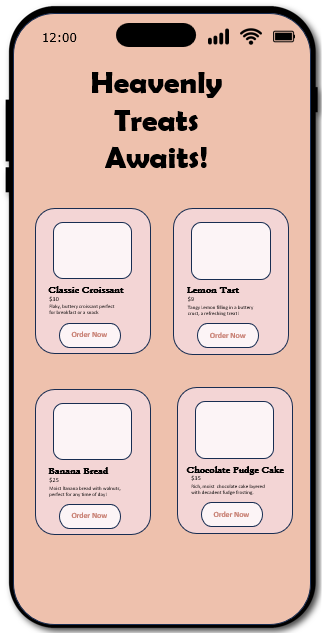 12:00
Heavenly
Treats
Awaits!
Classic Croissant
$10
Flaky, buttery croissant perfect
for breakfast or a snack
Order Now
Lemon Tart
$9
Tangy lemon filling in a buttery
crust, a refreshing treat!
Order Now
Banana Bread
$25
Moist Banana bread with walnuts,
perfect for any time of day!
Order Now
Chocolate Fudge Cake
$35
Rich, moist chocolate cake layered
with decadent fudge frosting.
Order Now